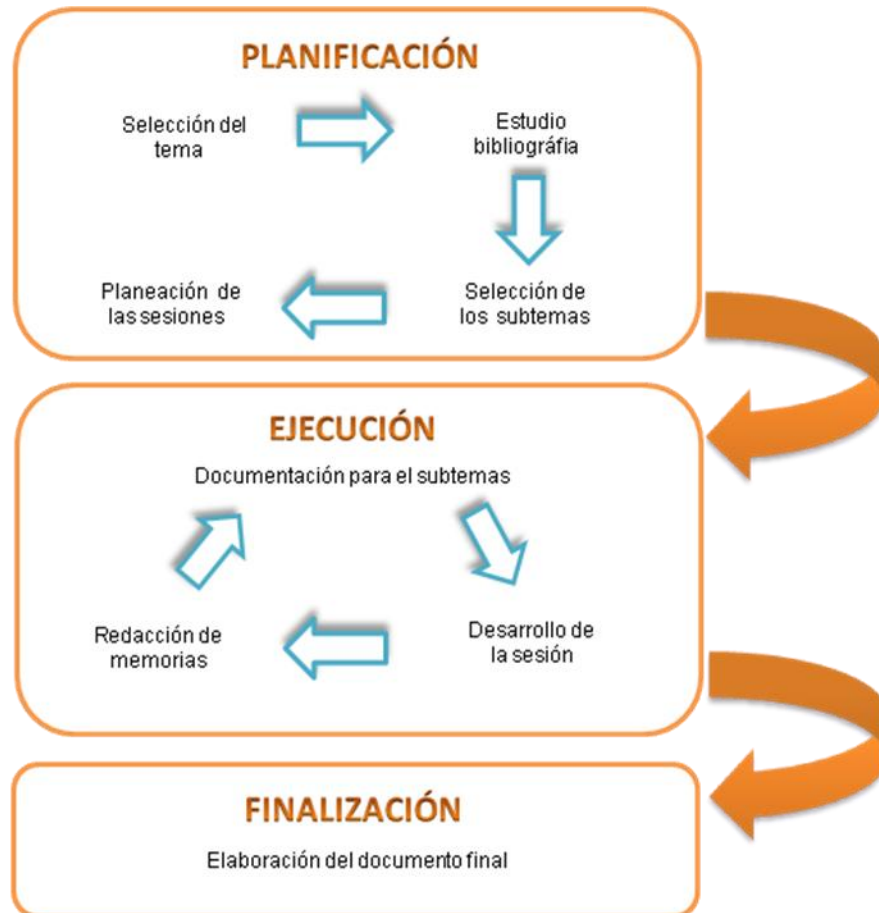 PLANIFICACIÓN
Selección del
tema
Estudio
bibliográfia
Planeación de
las sesiones
Selección de
los subtemas
EJECUCIÓN
Documentación para el subtemas
Redacción de
memorias
Desarrollo de
la sesión
FINALIZACIÓN
Elaboración del documento final